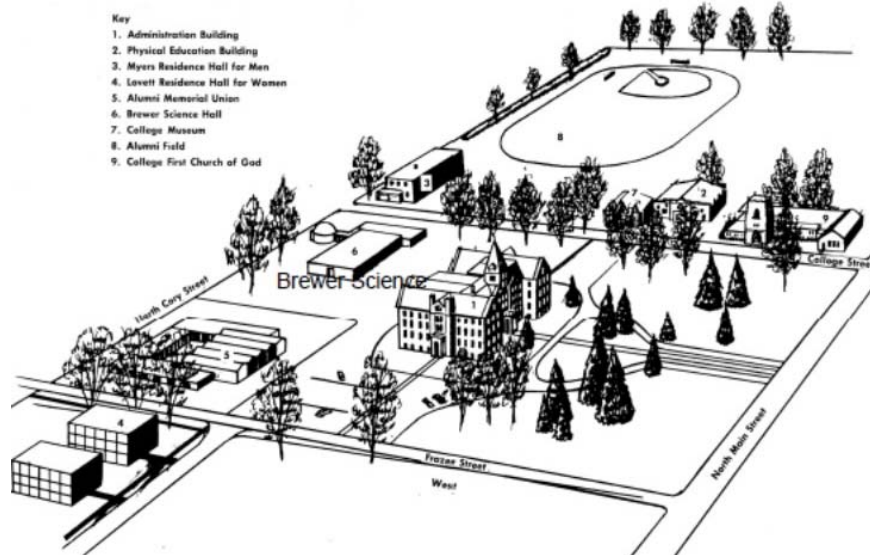 Key
1. Administration Building
2. Physical Education Building
3. Myers Residence Hall for Men
4. Lovett Residence Hall for Women
5. Alumni Memorial Union
6. Brewer Science Hall
7. College Museum
8. Alumni Field
9. College First Church of God
8
3
7
2
9
College Street
6
Brewer Science
1
North Cory Street
5
4
North Main Street
Frazer Street
West